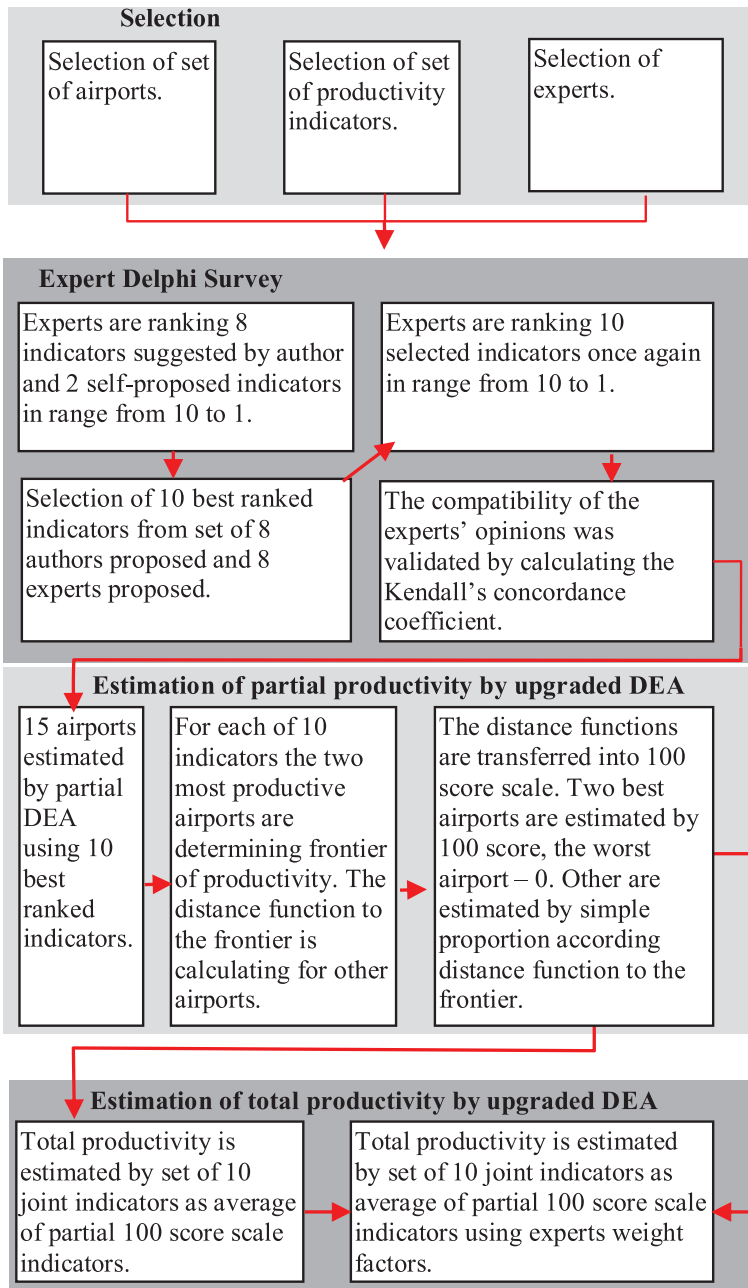 Selection
Selection of set
of airports.
Selection of set
of productivity
indicators.
Selection of
experts.
Expert Delphi Survey
Experts are ranking 8
indicators suggested by author
and 2 self-proposed indicators
in range from 10 to 1.
Experts are ranking 10
selected indicators once again
in range from 10 to 1.
Selection of 10 best ranked
indicators from set of 8
authors proposed and 8
experts proposed.
The compatibility of the
experts’ opinions was
validated by calculating the
Kendall’s concordance
coefficient.
Estimation of partial productivity by upgraded DEA
15 airports
estimated
by partial
DEA
using 10
best
ranked
indicators.
For each of 10
indicators the two
most productive
airports are
determining frontier
of productivity. The
distance function to
the frontier is
calculating for other
airports.
The distance functions
are transferred into 100
score scale. Two best
airports are estimated by
100 score, the worst
airport – 0. Other are
estimated by simple
proportion according
distance function to the
frontier.
Estimation of total productivity by upgraded DEA
Total productivity is
estimated by set of 10
joint indicators as average
of partial 100 score scale
indicators.
Total productivity is estimated
by set of 10 joint indicators as
average of partial 100 score scale
indicators using experts weight
factors.